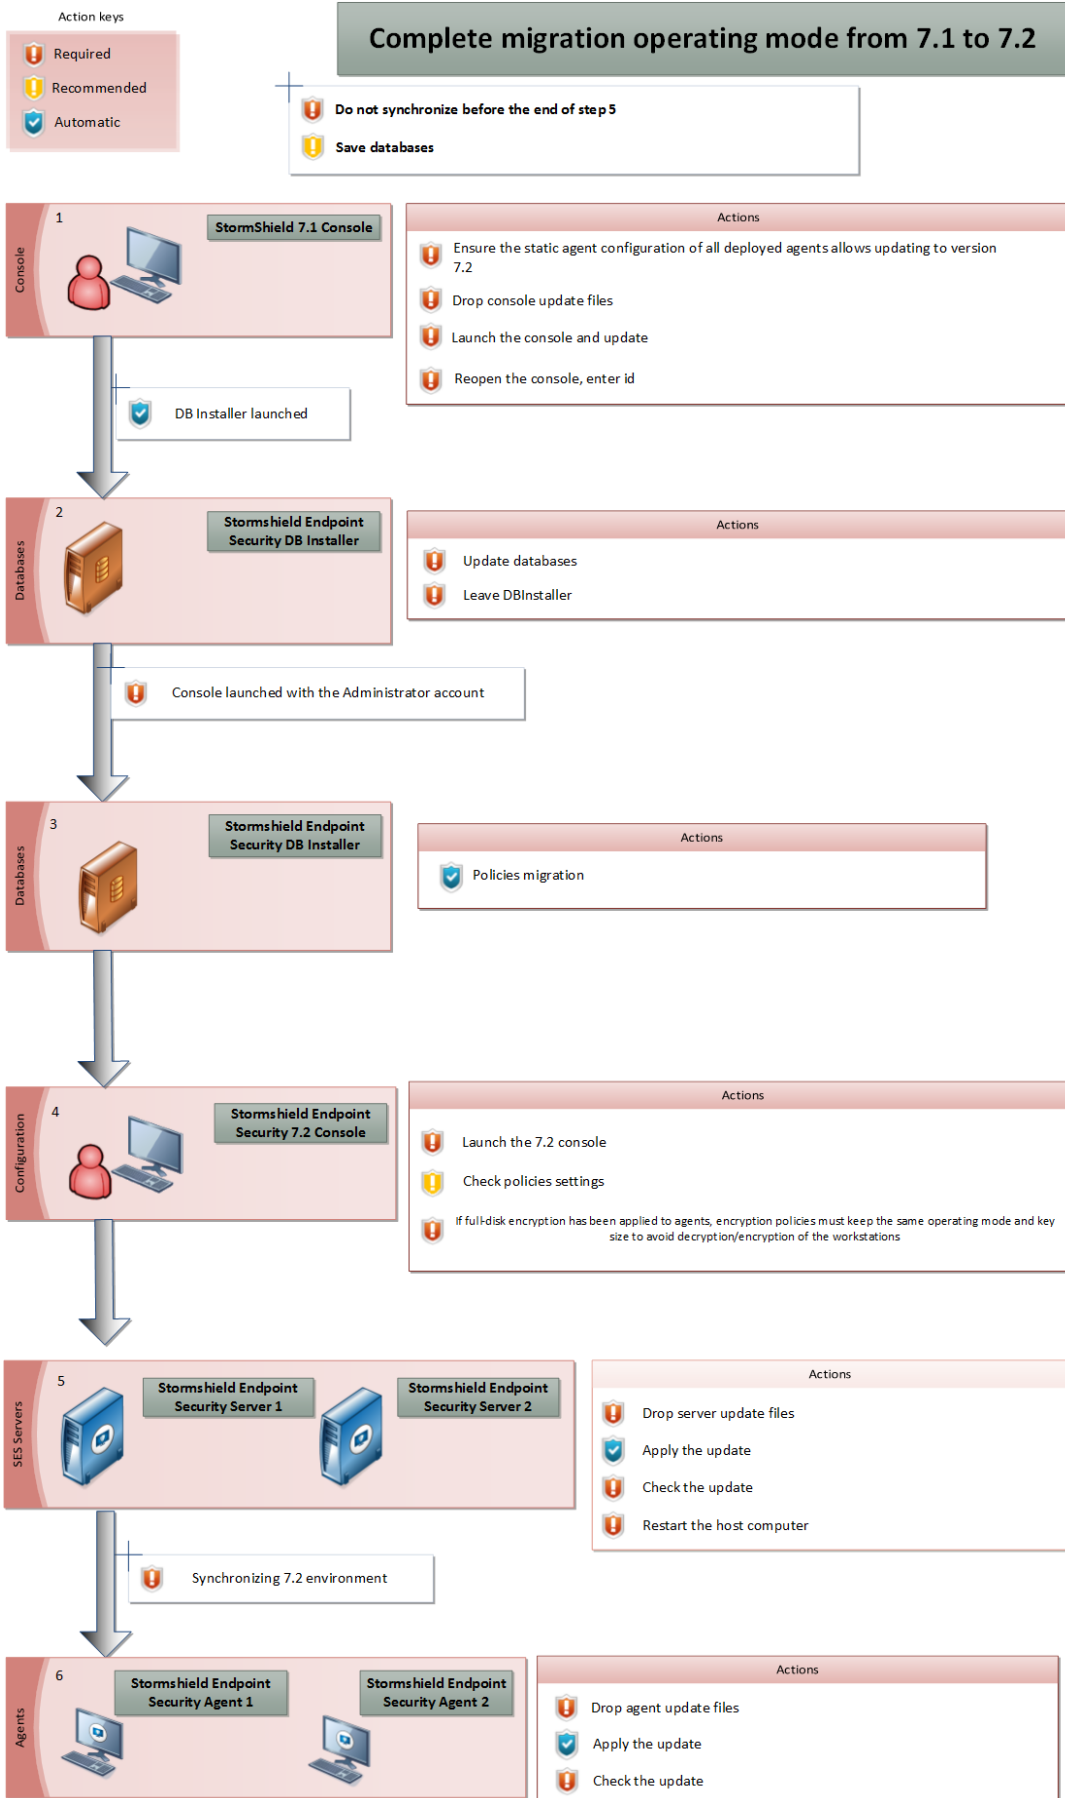 Action keys
Required
Recommended
Automatic
Complete migration operating mode from 7.1 to 7.2
Do not synchronize before the end of step 5
Save databases
Console
1
StormShield 7.1 Console
Actions
Ensure the static agent configuration of all deployed agents allows updating to version
7.2
Drop console update files
Launch the console and update
Reopen the console, enter id
DB Installer launched
Databases
2
Stormshield Endpoint
Security DB Installer
Actions
Update databases
Leave DBInstaller
Console launched with the Administrator account
Databases
3
Stormshield Endpoint
Security DB Installer
Actions
Policies migration
Configuration
4
Stormshield Endpoint
Security 7.2 Console
Actions
Launch the 7.2 console
Check policies settings
If full-disk encryption has been applied to agents, encryption policies must keep the same operating mode and key
size to avoid decryption/encryption of the workstations
SES Servers
5
Stormshield Endpoint
Security Server 1
Stormshield Endpoint
Security Server 2
Actions
Drop server update files
Apply the update
Check the update
Restart the host computer
Synchronizing 7.2 environment
Agents
6
Stormshield Endpoint
Security Agent 1
Stormshield Endpoint
Security Agent 2
Actions
Drop agent update files
Apply the update
Check the update